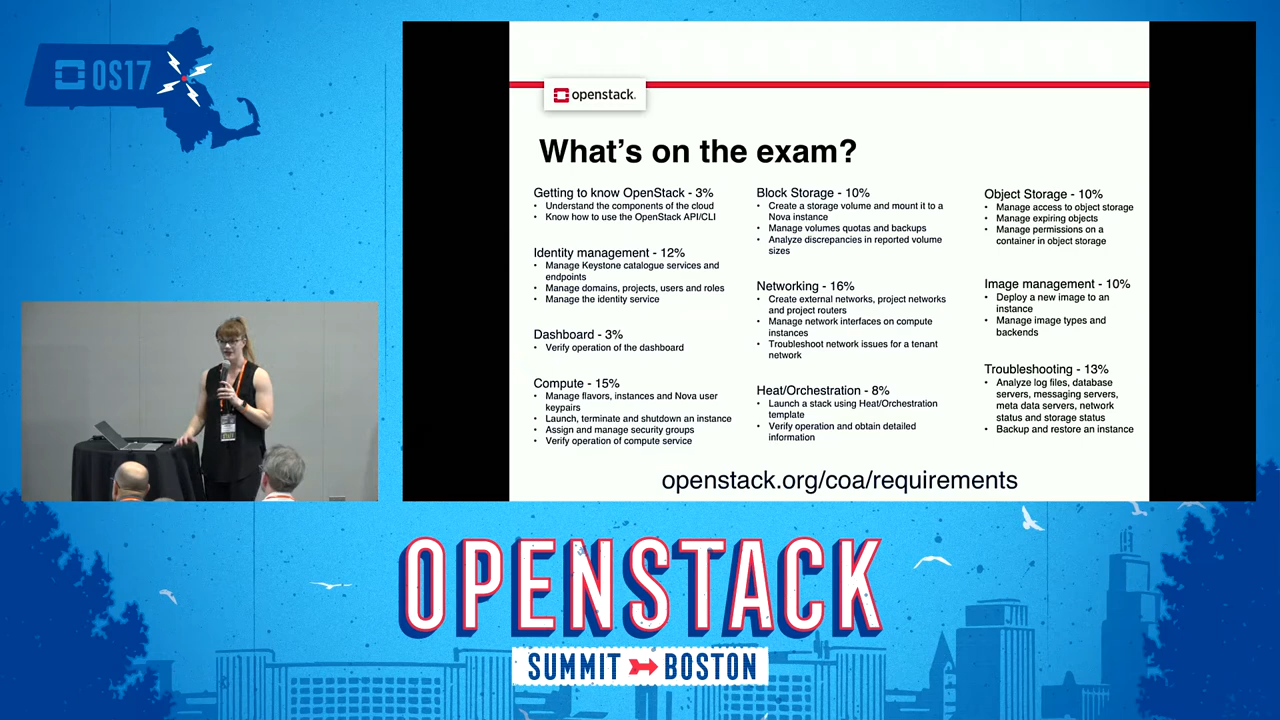 OS17
openstack.
What's on the exam?
Getting to know OpenStack - 3%
• Understand the components of the cloud
• Know how to use the OpenStack API/CLI
Identity management - 12%
• Manage Keystone catalogue services and
endpoints
• Manage domains, projects, users and roles
• Manage the identity service
Dashboard - 3%
• Verify operation of the dashboard
Compute - 15%
• Manage flavors, instances and Nova user
keypairs
• Launch, terminate and shutdown an instance
• Assign and manage security groups
• Verify operation of compute service
Block Storage - 10%
• Create a storage volume and mount it to a
Nova instance
• Manage volumes quotas and backups
• Analyze discrepancies in reported volume
sizes
Networking - 16%
• Create external networks, project networks
and project routers
• Manage network interfaces on compute
instances
• Troubleshoot network issues for a tenant
network
Heat/Orchestration - 8%
• Launch a stack using Heat/Orchestration
template
• Verify operation and obtain detailed
information
Object Storage - 10%
• Manage access to object storage
• Manage expiring objects
• Manage permissions on a
container in object storage
Image management - 10%
• Deploy a new image to an
instance
• Manage image types and
backends
Troubleshooting - 13%
• Analyze log files, database
servers, messaging servers,
meta data servers, network
status and storage status
• Backup and restore an instance
openstack.org/coa/requirements
OPENSTACK
SUMMIT BOSTON